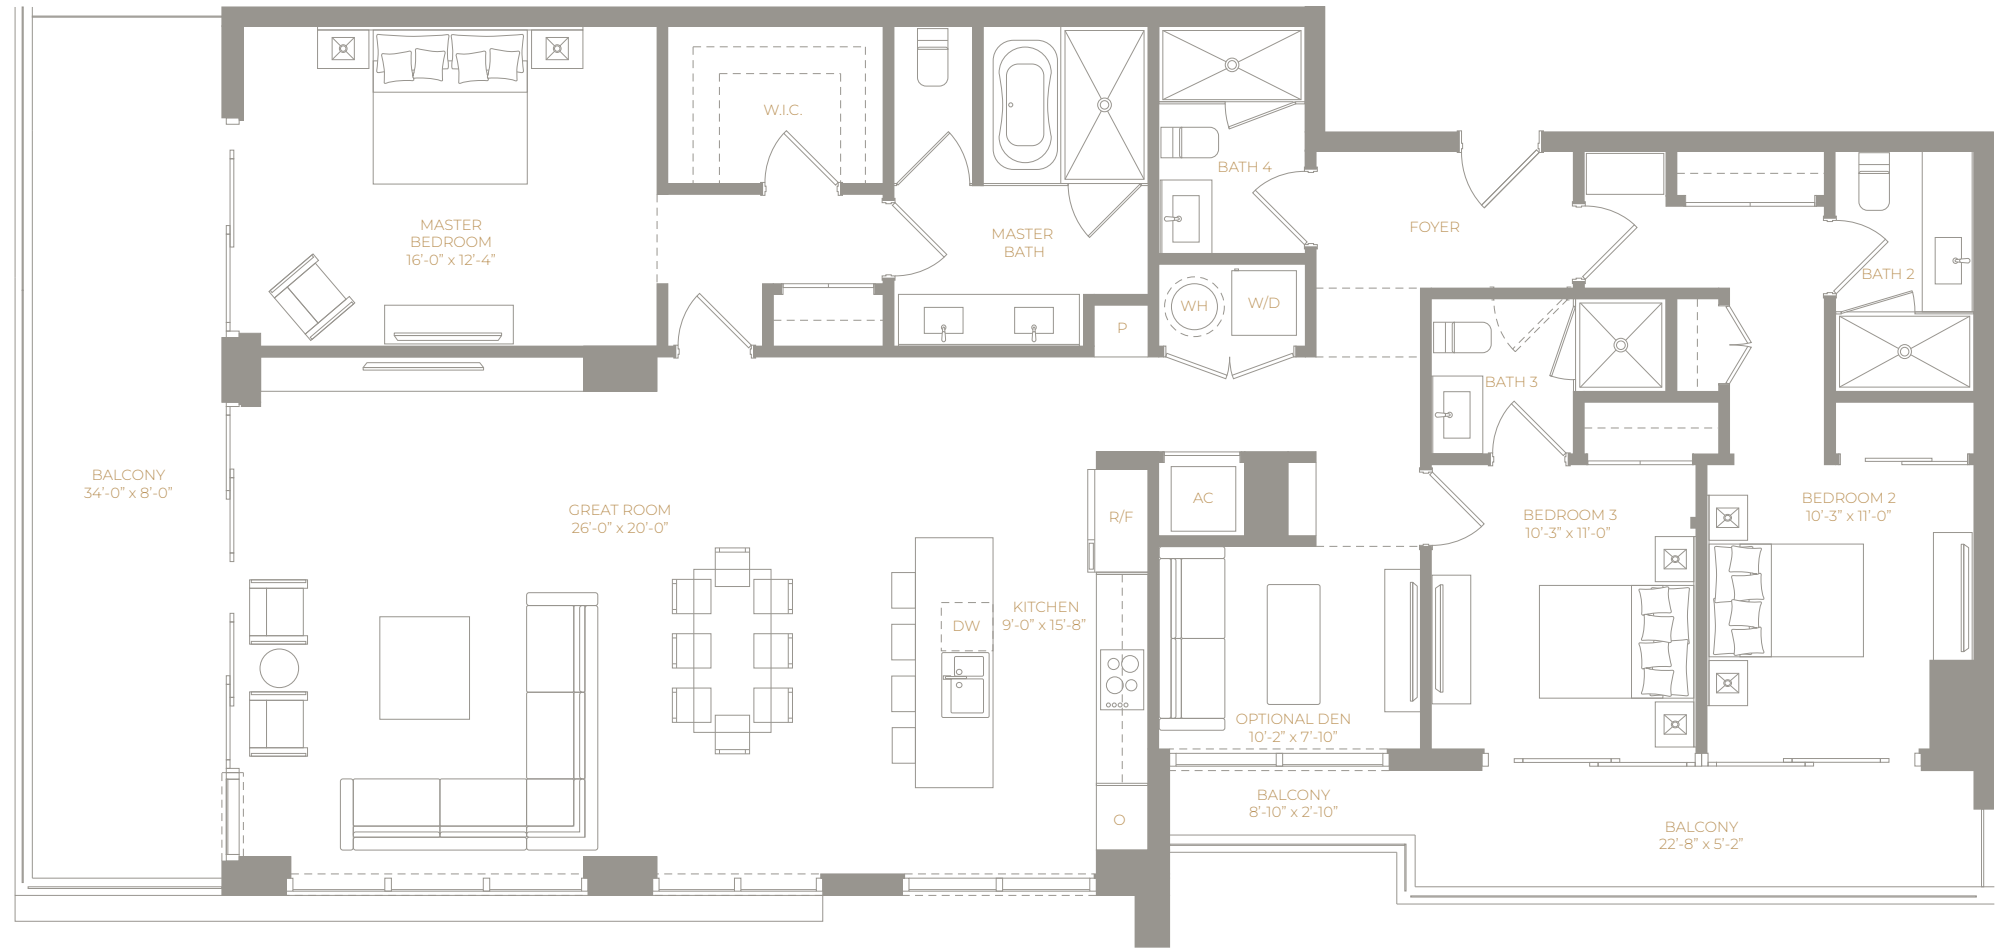 W.I.C.
MASTER
BEDROOM
16'-0" x 12'-4"
MASTER
BATH
BATH 4
FOYER
BATH 2
WH
W/D
P
BATH 3
BALCONY
34'-0" x 8'-0"
GREAT ROOM
26'-0" x 20'-0"
R/F
AC
BEDROOM 3
10'-3" x 11'-0"
BEDROOM 2
10'-3" x 11'-0"
KITCHEN
9'-0" x 15'-8"
DW
OPTIONAL DEN
10'-2" x 7'-10"
BALCONY
8'-10" x 2'-10"
O
BALCONY
22'-8" x 5'-2"